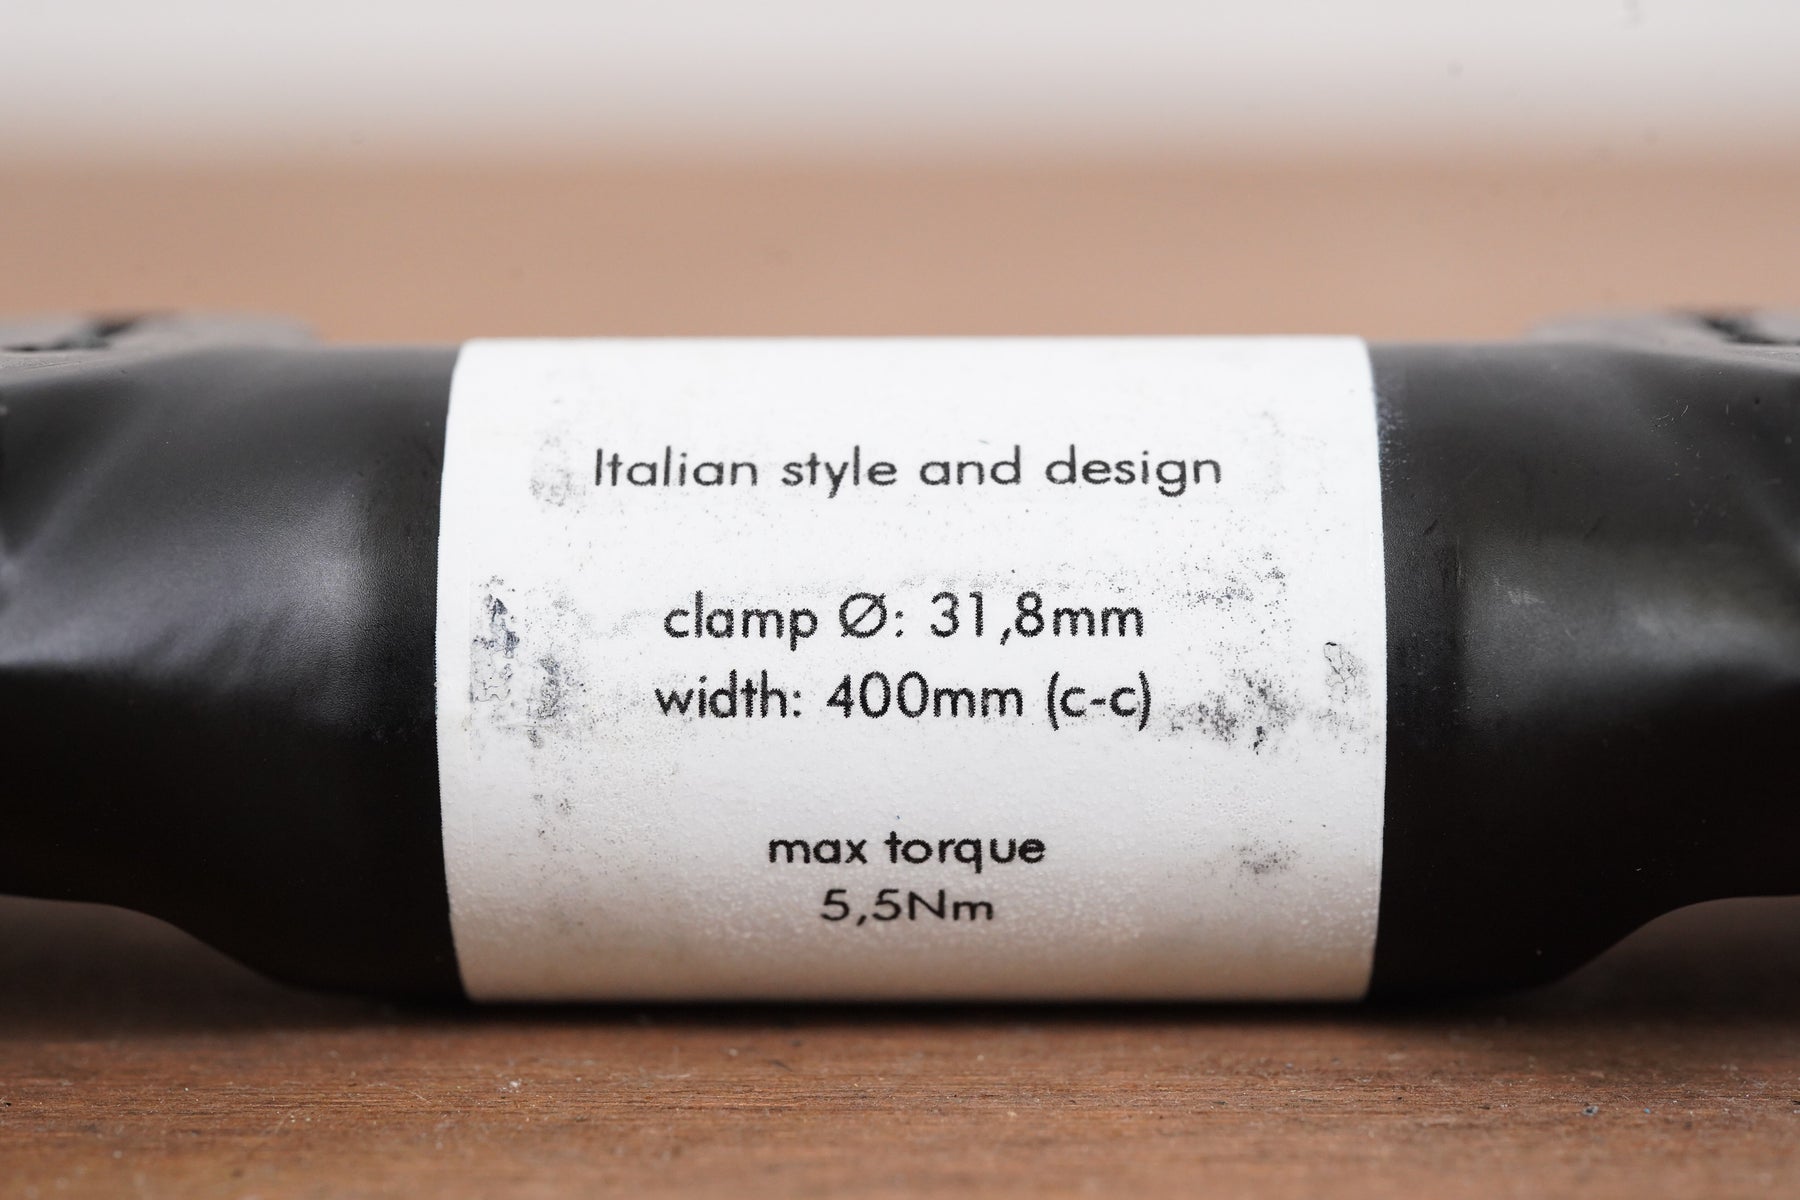 Italian style and design
clamp Ø: 31,8mm
width: 400mm (c-c)
max torque
5,5Nm